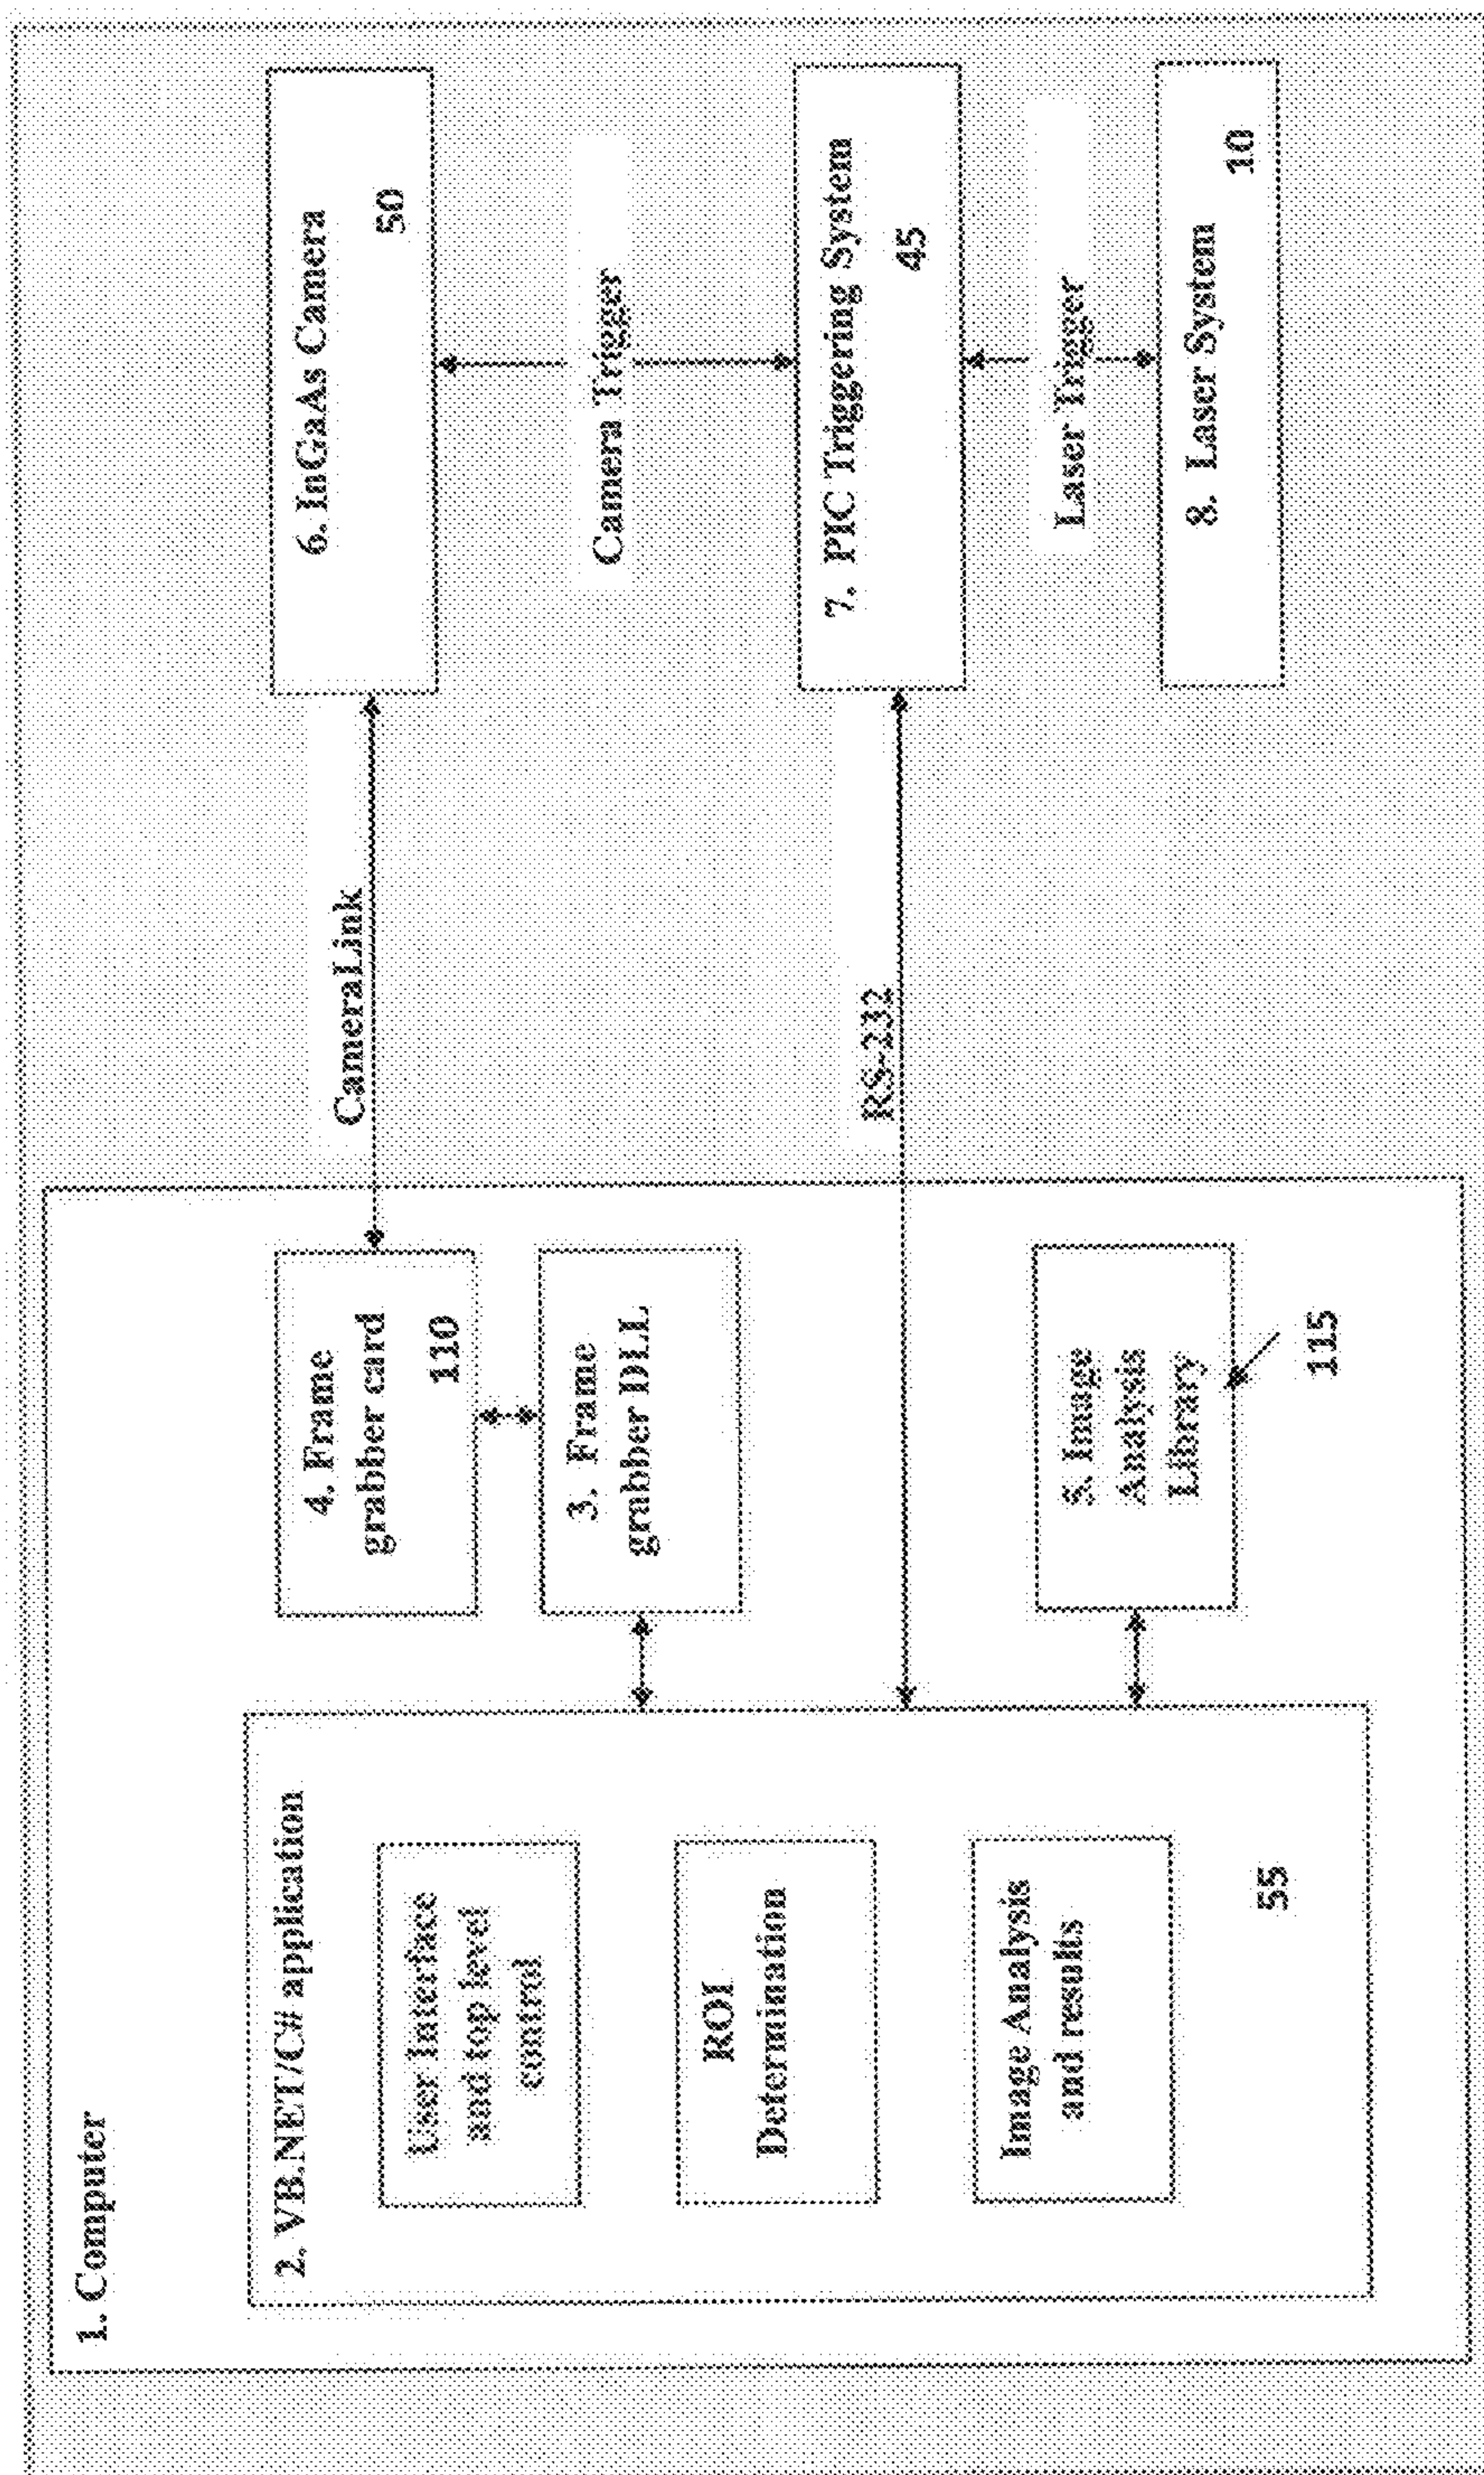 1. Computer
2. VB.NET/C# application
User Interface
and top level
control
ROI
Determination
Image Analysis
and results
55
4. Frame
grabber card
110
3. Frame
grabber DLL
5. Image
Analysis
Library
115
CameraLink
RS-232
6. InGaAs Camera
50
Camera Trigger
7. PIC Triggering System
45
Laser Trigger
8. Laser System
10